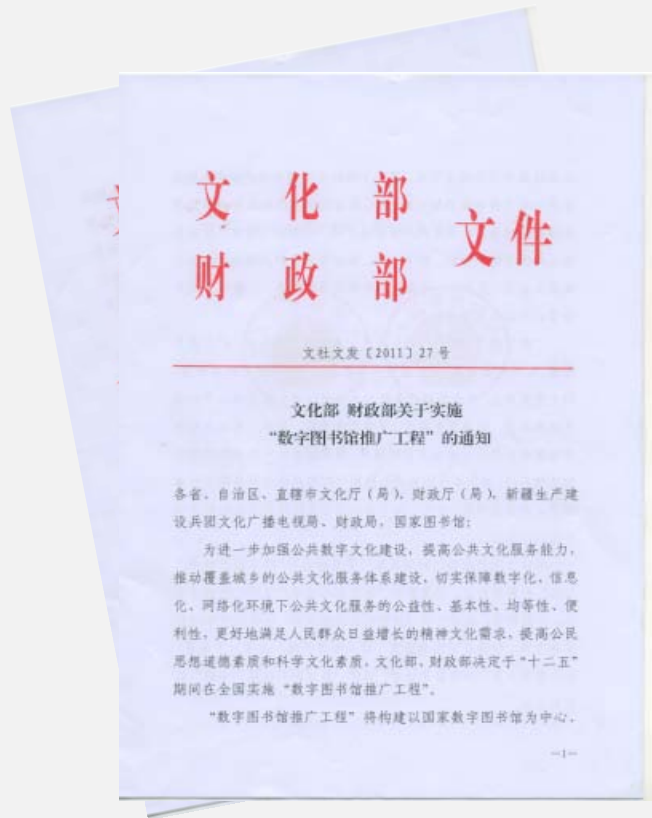 文化部
财政部
文件
文社文发〔2011〕27号
文化部 财政部关于实施
“数字图书馆推广工程”的通知
各省、自治区、直辖市文化厅（局）、财政厅（局），新疆生产建
设兵团文化广播电视局、财政局，国家图书馆：
为进一步加强公共数字文化建设，提高公共文化服务能力，
推动覆盖城乡的公共文化服务体系建设，切实保障数字化、信息
化、网络化环境下公共文化服务的公益性、基本性、均等性、便
利性，更好地满足人民群众日益增长的精神文化需求，提高公民
思想道德素质和科学文化素质，文化部、财政部决定于“十二五”
期间在全国实施“数字图书馆推广工程”。
“数字图书馆推广工程”将构建以国家数字图书馆为中心、
—1—